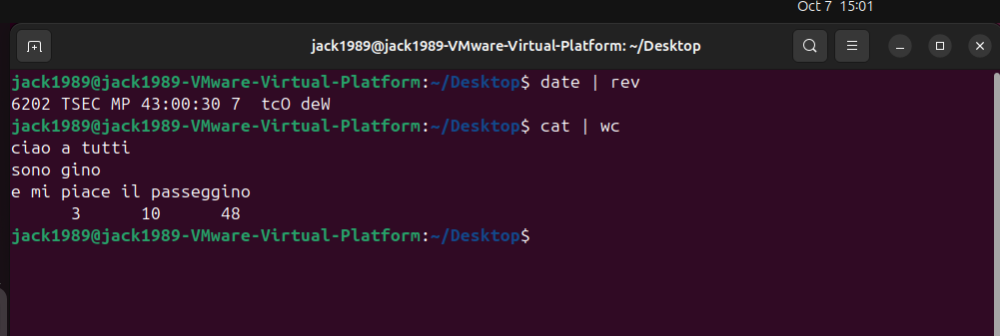 Oct 7 15:01
jack1989@jack1989-VMware-Virtual-Platform: ~/Desktop
jack1989@jack1989-VMware-Virtual-Platform:~/Desktop$ date | rev
6202 TSEC MP 43:00:30 7  tcO deW
jack1989@jack1989-VMware-Virtual-Platform:~/Desktop$ cat | wc
ciao a tutti
sono gino
e mi piace il passeggino
      3      10      48
jack1989@jack1989-VMware-Virtual-Platform:~/Desktop$